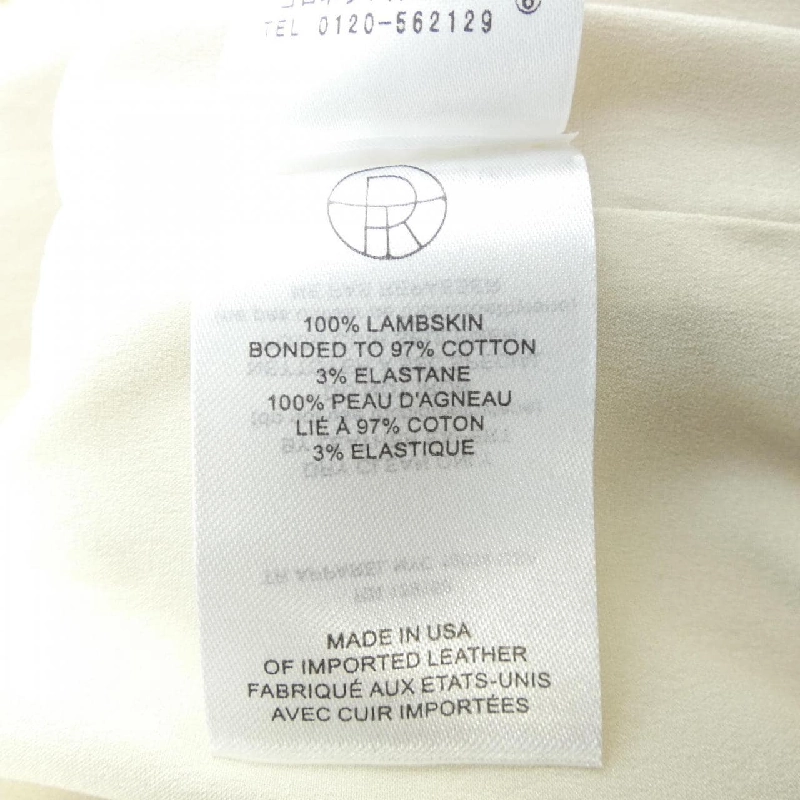 TEL 0120-562129
6
R
100% LAMBSKIN
BONDED TO 97% COTTON
3% ELASTANE
100% PEAU D'AGNEAU
LIÉ À 97% COTON
3% ELASTIQUE
MADE IN USA
OF IMPORTED LEATHER
FABRIQUÉ AUX ETATS-UNIS
AVEC CUIR IMPORTÉES